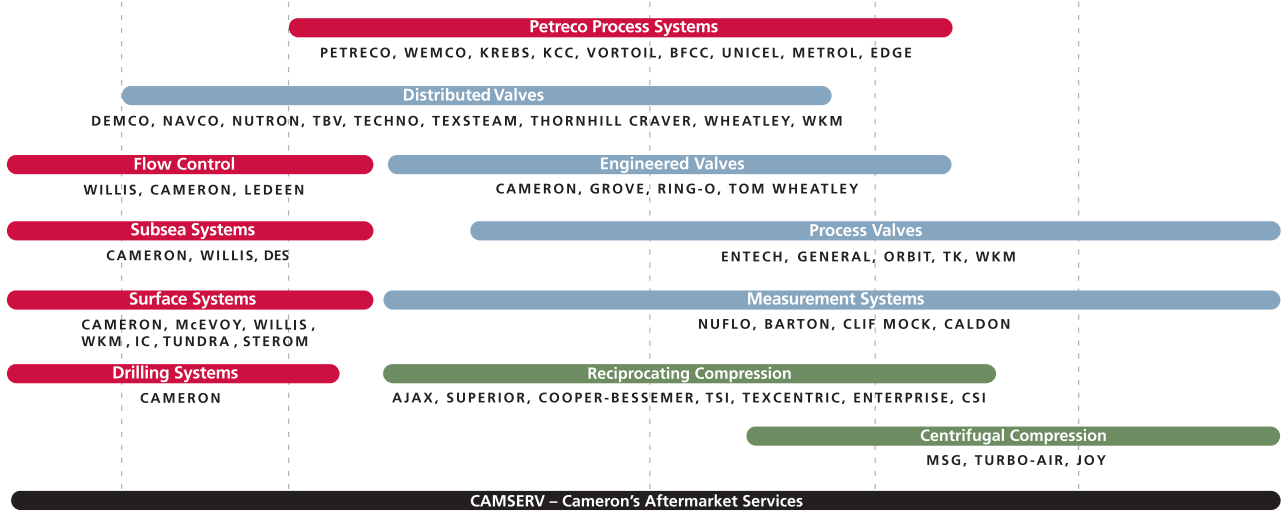 Petreco Process Systems
PETRECO, WEMCO, KREBS, KCC, VORTOIL, BFCC, UNICEL, METROL, EDGE
Distributed Valves
DEMCO, NAVCO, NUTRON, TBV, TECHNO, TEXSTEAM, THORNHILL CRAVER, WHEATLEY, WKM
Flow Control
WILLIS, CAMERON, LEDEEN
Engineered Valves
CAMERON, GROVE, RING-O, TOM WHEATLEY
Subsea Systems
CAMERON, WILLIS, DES
Process Valves
ENTECH, GENERAL, ORBIT, TK, WKM
Surface Systems
CAMERON, McEVOY, WILLIS,
WKM, IC, TUNDRA, STEROM
Measurement Systems
NUFLO, BARTON, CLIF MOCK, CALDON
Drilling Systems
CAMERON
Reciprocating Compression
AJAX, SUPERIOR, COOPER-BESSEMER, TSI, TEXCENTRIC, ENTERPRISE, CSI
Centrifugal Compression
MSG, TURBO-AIR, JOY
CAMSERV – Cameron's Aftermarket Services